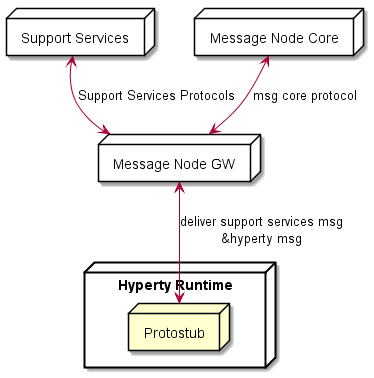 Support Services
Message Node Core
Support Services Protocols
msg core protocol
Message Node GW
deliver support services msg
&hyperty msg
Hyperty Runtime
Protostub